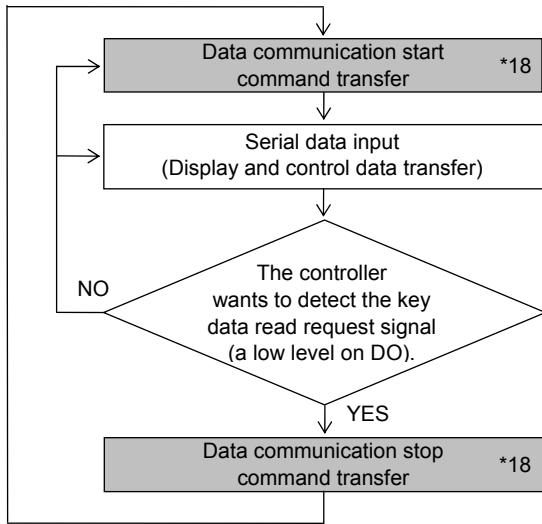 Data communication start
command transfer
*18
Serial data input
(Display and control data transfer)
The controller
wants to detect the key
data read request signal
(a low level on DO).
NO
YES
Data communication stop
command transfer
*18